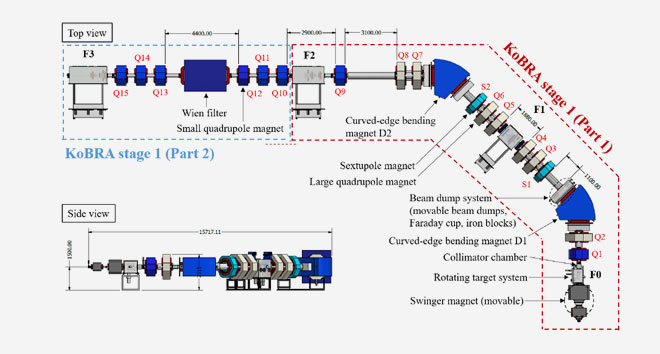 Top view
F3
Q14
Q15
Q13
4400.00
Q11
Q12
Q10
2900.00
F2
Q9
3100.00
Q8
Q7
KoBRA stage 1 (Part 1)
Wien filter
Small quadrupole magnet
KoBRA stage 1 (Part 2)
Curved-edge bending
magnet D2
S2
Q6
Q5
F1
Q4
Q3
S1
1100.00
Sextupole magnet
Large quadrupole magnet
Beam dump system
(movable beam dumps,
Faraday cup, iron blocks)
Curved-edge bending magnet D1
Q2
Q1
Collimator chamber
F0
Rotating target system
Swinger magnet (movable)
Side view
15717.11
1500.00